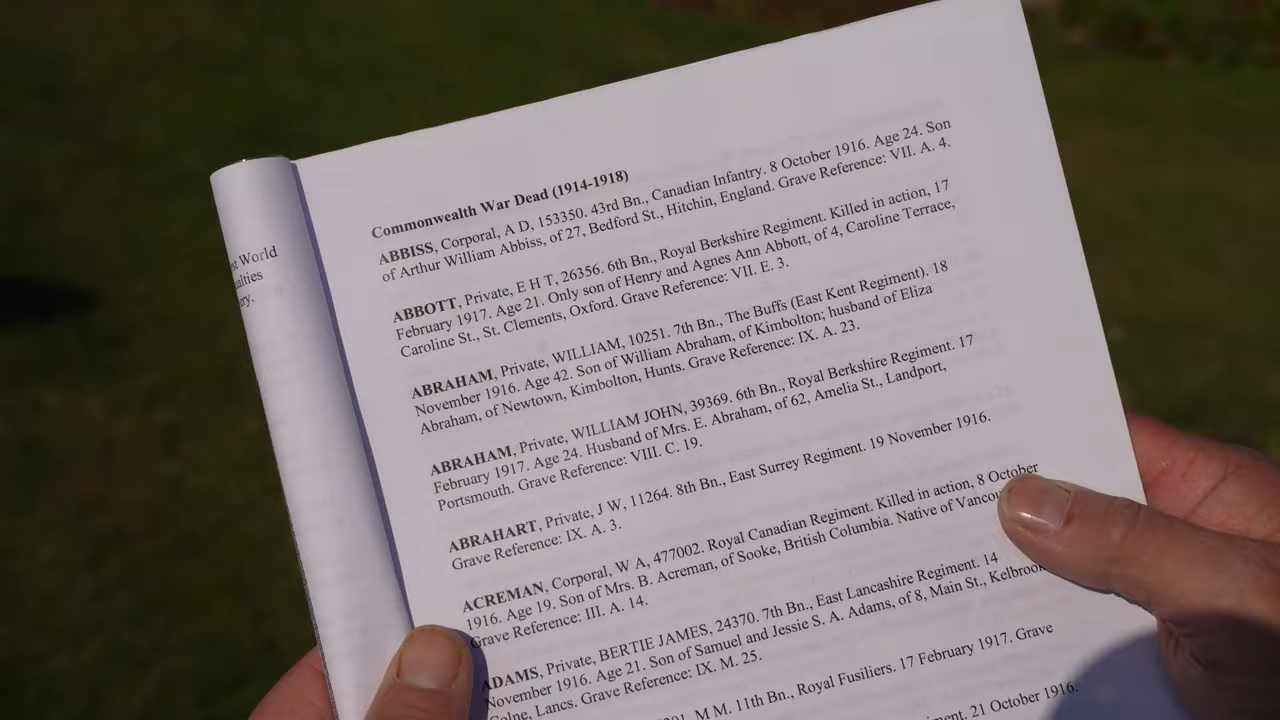 World
alties
ry.
Commonwealth War Dead (1914-1918)
ABBISS, Corporal, A D, 153350. 43rd Bn., Canadian Infantry. 8 October 1916. Age 24. Son
of Arthur William Abbiss, of 27, Bedford St., Hitchin, England. Grave Reference: VII. A. 4.
ABBOTT, Private, E H T, 26356. 6th Bn., Royal Berkshire Regiment. Killed in action, 17
February 1917. Age 21. Only son of Henry and Agnes Ann Abbott, of 4, Caroline Terrace,
Caroline St., St. Clements, Oxford. Grave Reference: VII. E. 3.
ABRAHAM, Private, WILLIAM, 10251. 7th Bn., The Buffs (East Kent Regiment). 18
November 1916. Age 42. Son of William Abraham, of Kimbolton; husband of Eliza
Abraham, of Newtown, Kimbolton, Hunts. Grave Reference: IX. A. 23.
ABRAHAM, Private, WILLIAM JOHN, 39369. 6th Bn., Royal Berkshire Regiment. 17
February 1917. Age 24. Husband of Mrs. E. Abraham, of 62, Amelia St., Landport,
Portsmouth. Grave Reference: VIII. C. 19.
ABRAHART, Private, J W, 11264. 8th Bn., East Surrey Regiment. 19 November 1916.
Grave Reference: IX. A. 3.
ACREMAN, Corporal, W A, 477002. Royal Canadian Regiment. Killed in action, 8 October
1916. Age 19. Son of Mrs. B. Acreman, of Sooke, British Columbia. Native of Vancou
Grave Reference: III. A. 14.
ADAMS, Private, BERTIE JAMES, 24370. 7th Bn., East Lancashire Regiment. 14
November 1916. Age 21. Son of Samuel and Jessie S. A. Adams, of 8, Main St., Kelbrook
Colne, Lancs. Grave Reference: IX. M. 25.
M M. 11th Bn., Royal Fusiliers. 17 February 1917. Grave
iment. 21 October 1916.